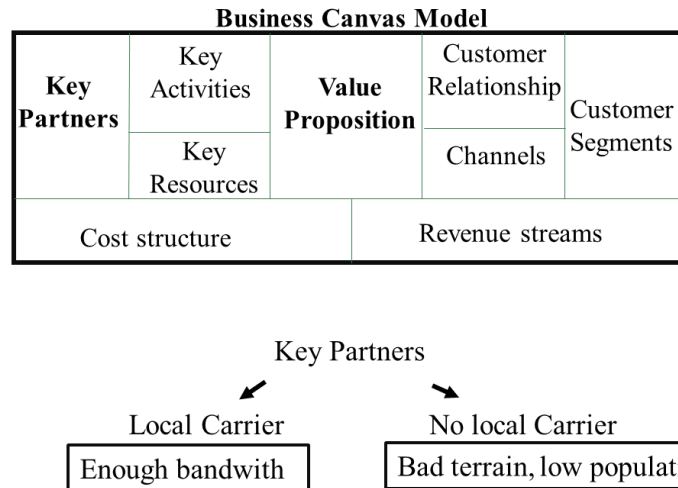 Business Canvas Model
Key
Partners
Key
Activities
Key
Resources
Value
Proposition
Customer
Relationship
Channels
Customer
Segments
Cost structure
Revenue streams
Key Partners
Local Carrier
No local Carrier
Enough bandwith
Bad terrain, low populat